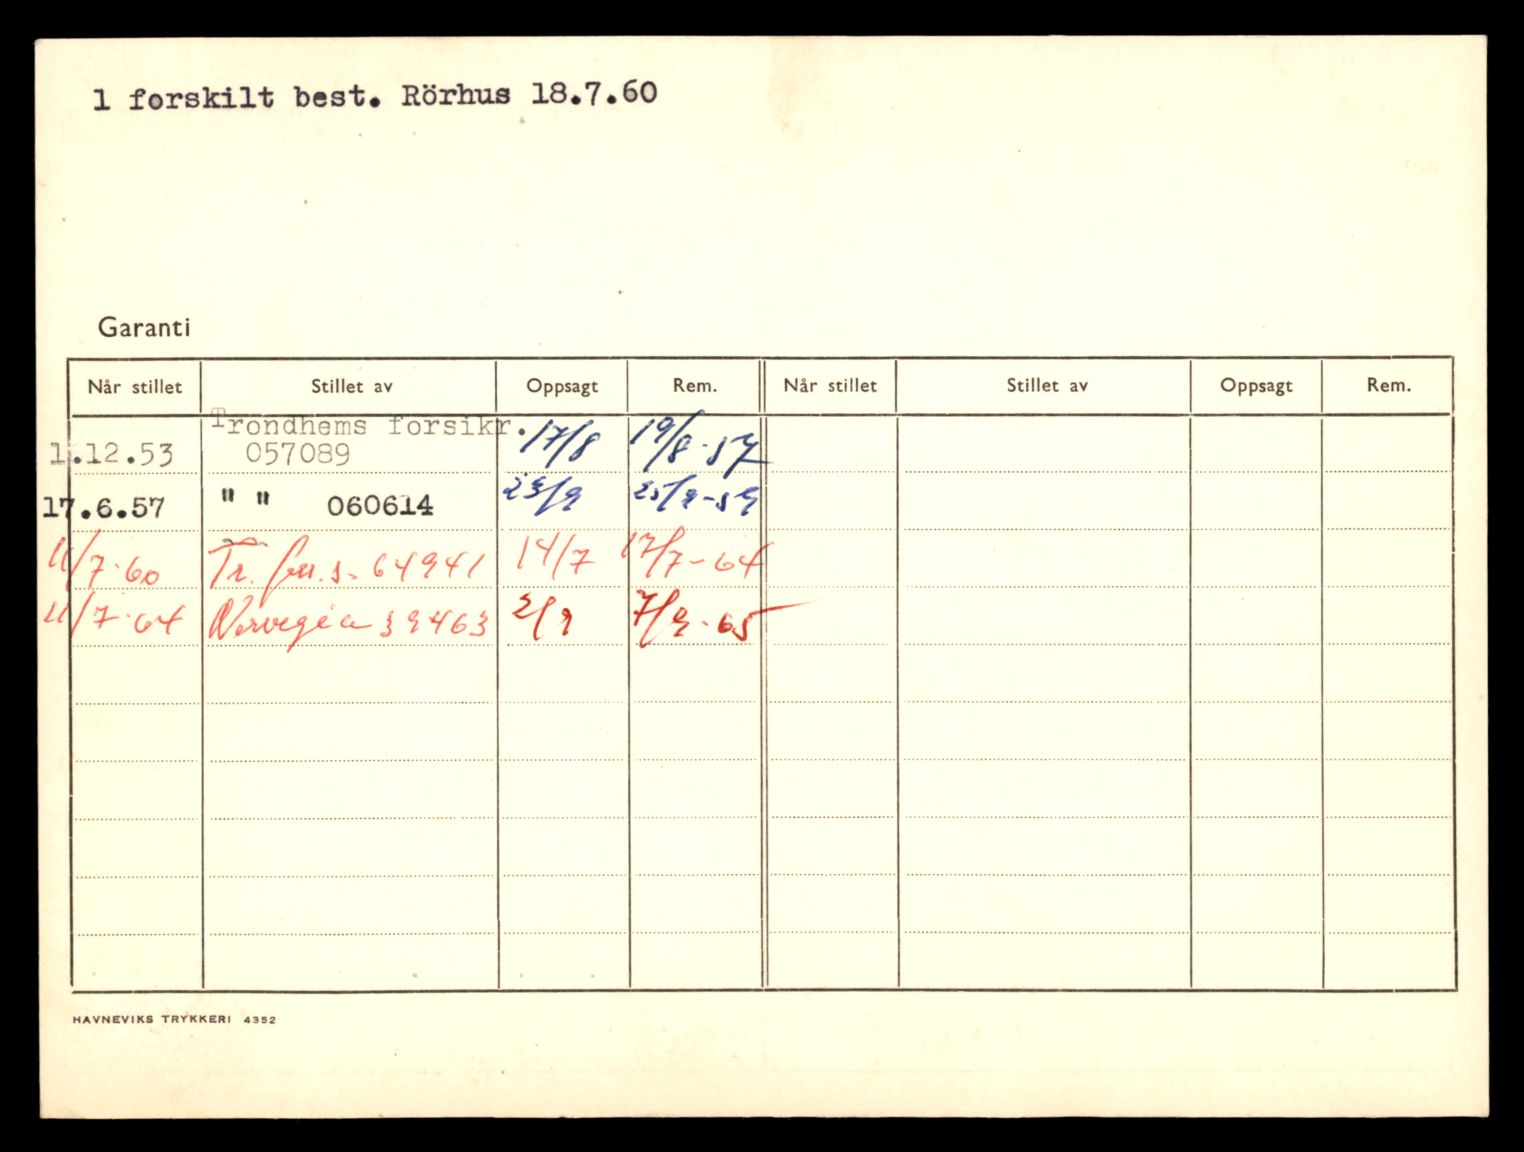 1 forskilt best. Rörhus 18.7.60
Garanti
Når stillet Stillet av Oppsagt Rem. Når stillet Stillet av Oppsagt Rem.
Trondhems forsikr.
1.12.53 057089 17/8 19/8-57
17.6.57 " " 060614 23/9 25/9-59
11/7-60 Tr. 64941 14/7 17/7-64
11/7-64 Norvegia 39463 2/9 7/9-65
HAVNEVIKS TRYKKERI 4352